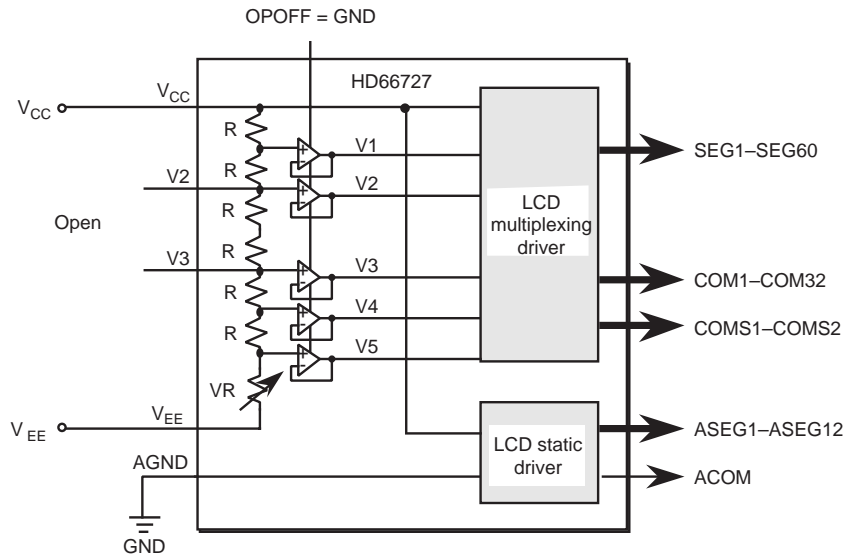 OPOFF = GND
HD66727
VCC
VCC
R
V1
SEG1–SEG60
R
V2
V2
R
LCD
multiplexing
driver
Open
R
V3
V3
COM1–COM32
R
V4
COMS1–COMS2
R
V5
VR
VEE
VEE
ASEG1–ASEG12
LCD static
driver
AGND
ACOM
GND